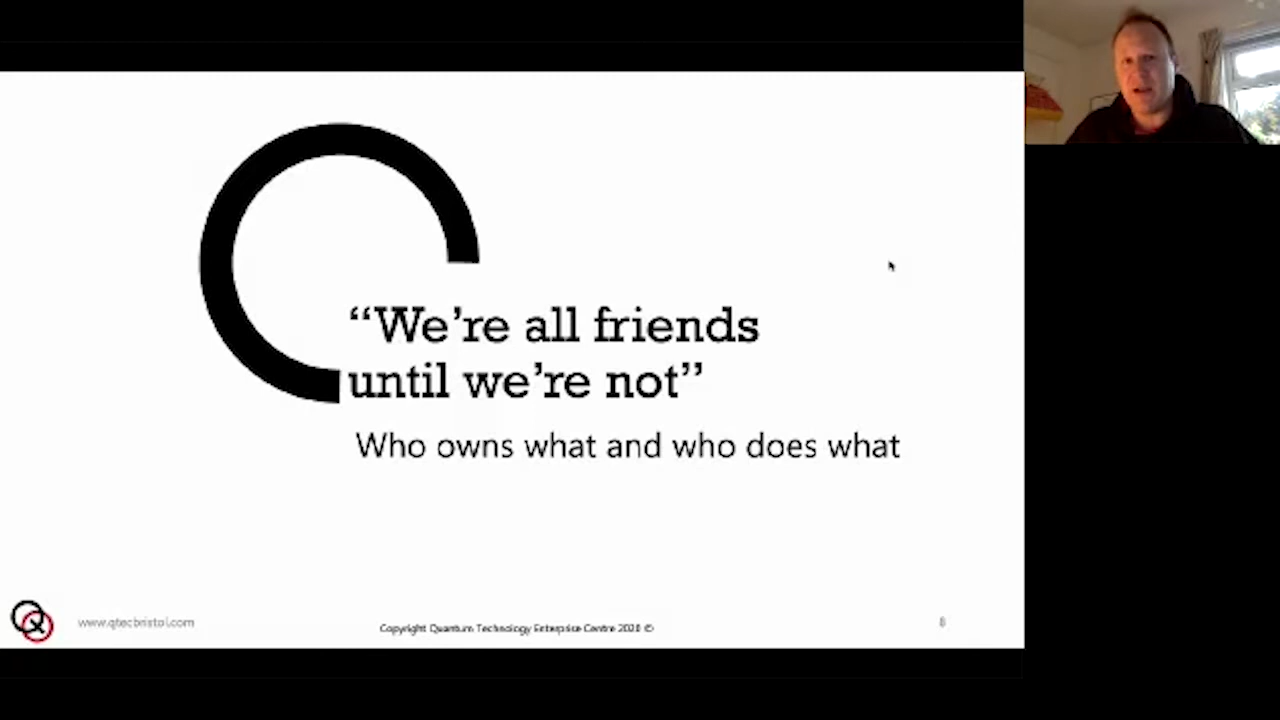 “We’re all friends
until we’re not”
Who owns what and who does what
www.qtecbristol.com
Copyright Quantum Technology Enterprise Centre 2020 ©
8